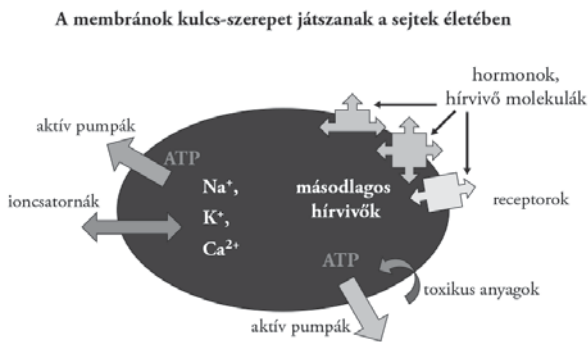 A membránok kulcs-szerepet játszanak a sejtek életében
hormonok,
hírvivő molekulák
aktív pumpák
ATP
Na⁺,
K⁺,
Ca²⁺
ioncsatornák
másodlagos
hírvivők
receptorok
ATP
toxikus anyagok
aktív pumpák